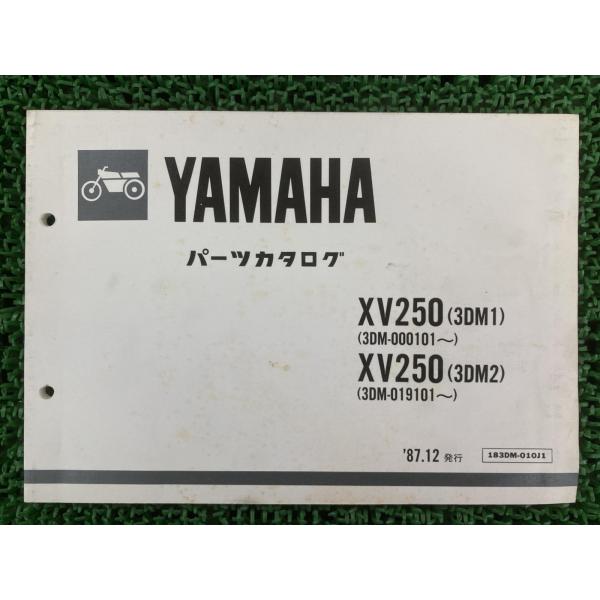 YAMAHA
パーツカタログ
XV250(3DM1)
(3DM-000101〜)
XV250(3DM2)
(3DM-019101〜)
'87.12 発行
183DM-010J1